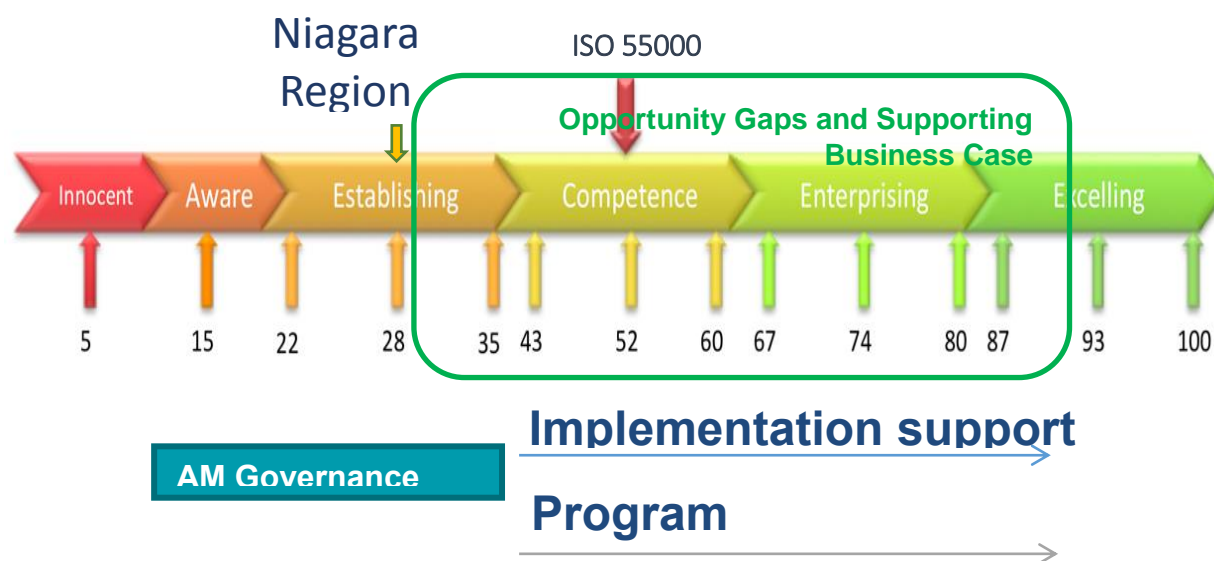 Niagara
Region
ISO 55000
Opportunity Gaps and Supporting
Business Case
Innocent Aware Establishing Competence Enterprising Excelling
5 15 22 28 35 43 52 60 67 74 80 87 93 100
Implementation support
AM Governance
Program